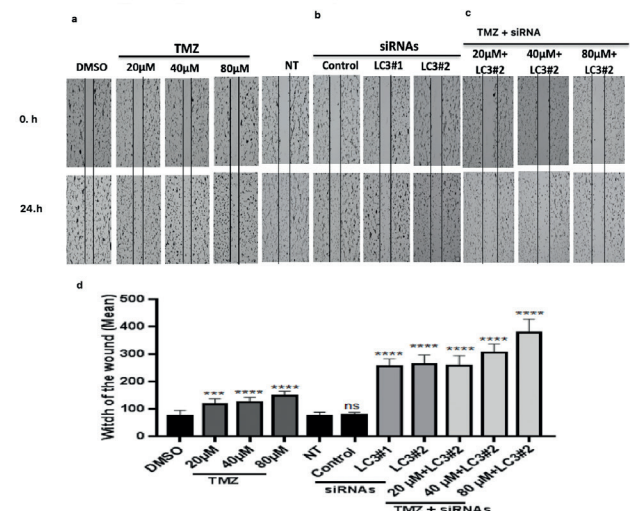 a
b
c
TMZ
siRNAs
TMZ + siRNA
DMSO
20µM
40µM
80µM
NT
Control
LC3#1
LC3#2
20µM+
LC3#2
40µM+
LC3#2
80µM+
LC3#2
0. h
24.h
d
Witdh of the wound (Mean)
500
400
300
200
100
0
***
****
****
ns
****
****
****
****
****
DMSO
20µM
40µM
80µM
NT
Control
LC3#1
LC3#2
20 µM+LC3#2
40 µM+LC3#2
80 µM+LC3#2
TMZ
siRNAs
TMZ + siRNAs